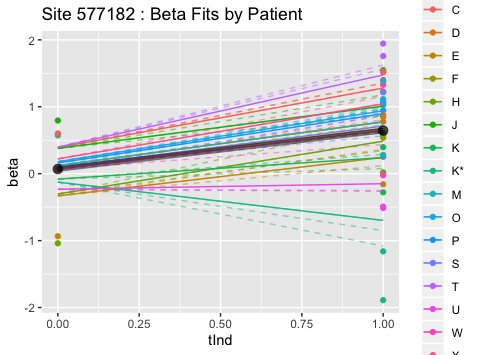 Site 577182 : Beta Fits by Patient
2
1
0
-1
-2
beta
0.00 0.25 0.50 0.75 1.00
tInd
C
D
E
F
H
J
K
K*
M
O
P
S
T
U
W